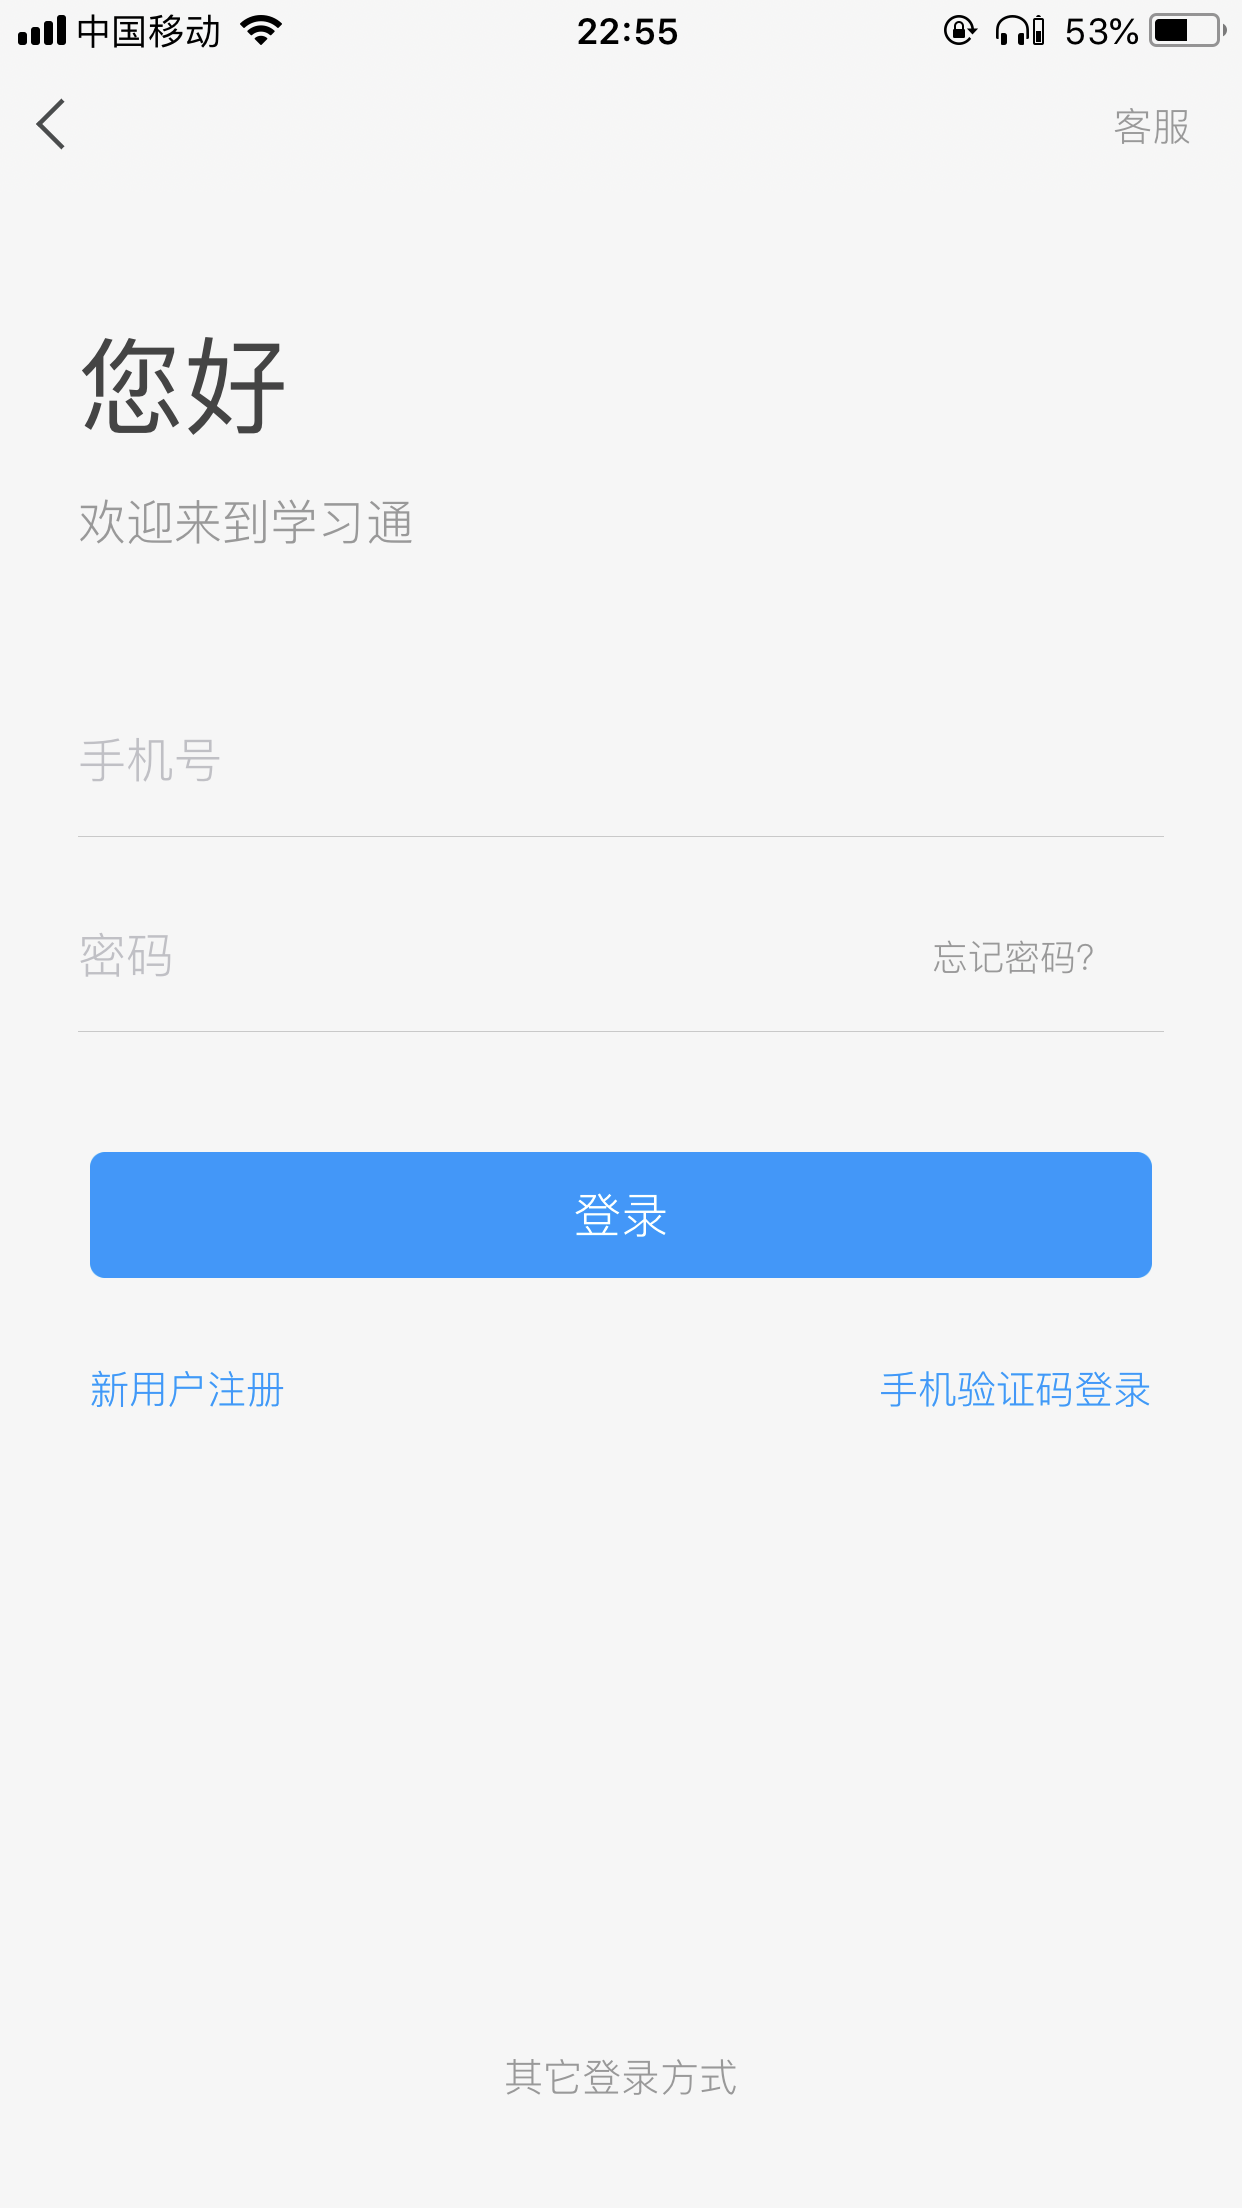 中国移动 22:55 53%
客服
您好
欢迎来到学习通
手机号
密码 忘记密码?
登录
新用户注册 手机验证码登录
其它登录方式